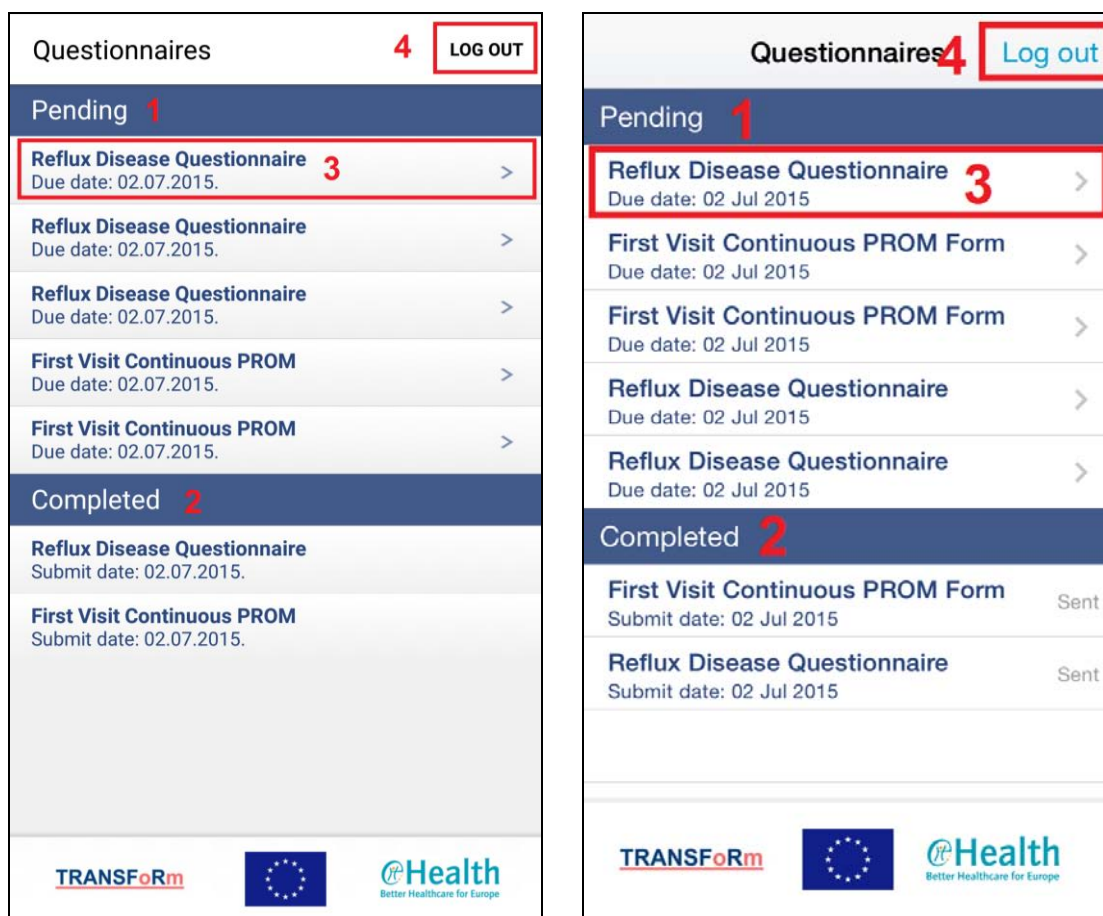 Questionnaires 4 LOG OUT
Pending 1
Reflux Disease Questionnaire 3
Due date: 02.07.2015.
>
Reflux Disease Questionnaire
Due date: 02.07.2015.
>
Reflux Disease Questionnaire
Due date: 02.07.2015.
>
First Visit Continuous PROM
Due date: 02.07.2015.
>
First Visit Continuous PROM
Due date: 02.07.2015.
>
Completed 2
Reflux Disease Questionnaire
Submit date: 02.07.2015.
First Visit Continuous PROM
Submit date: 02.07.2015.
TRANSFoRm
@Health
Better Healthcare for Europe
Questionnaires 4 Log out
Pending 1
Reflux Disease Questionnaire 3
Due date: 02 Jul 2015
First Visit Continuous PROM Form
Due date: 02 Jul 2015
First Visit Continuous PROM Form
Due date: 02 Jul 2015
Reflux Disease Questionnaire
Due date: 02 Jul 2015
Reflux Disease Questionnaire
Due date: 02 Jul 2015
Completed 2
First Visit Continuous PROM Form
Sent
Submit date: 02 Jul 2015
Reflux Disease Questionnaire
Sent
Submit date: 02 Jul 2015
TRANSFoRm
@Health
Better Healthcare for Europe